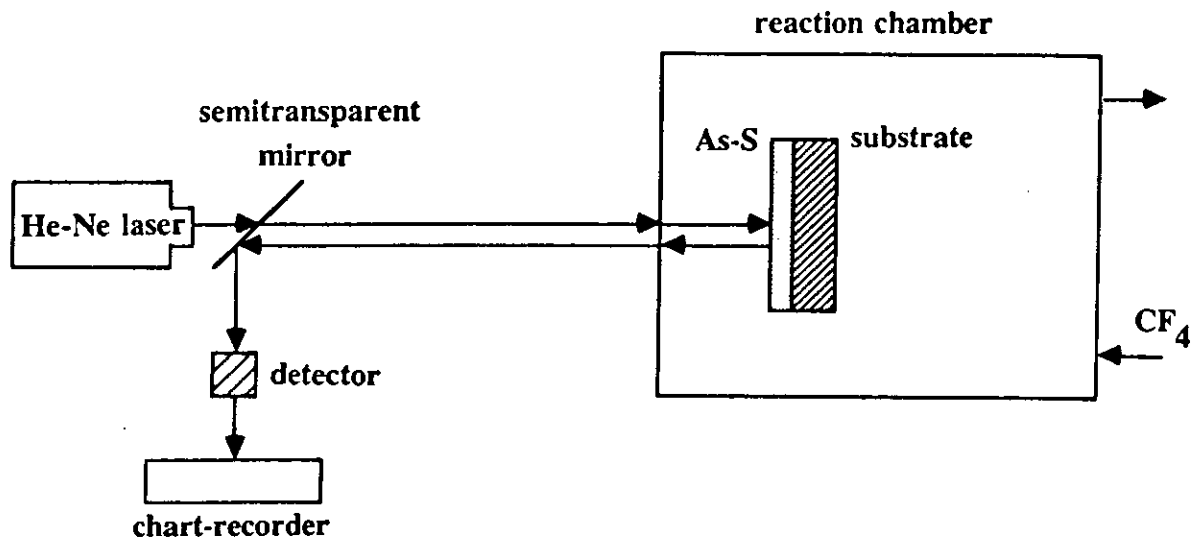 reaction chamber
semitransparent
mirror
As-S
substrate
He-Ne laser
CF4
detector
chart-recorder